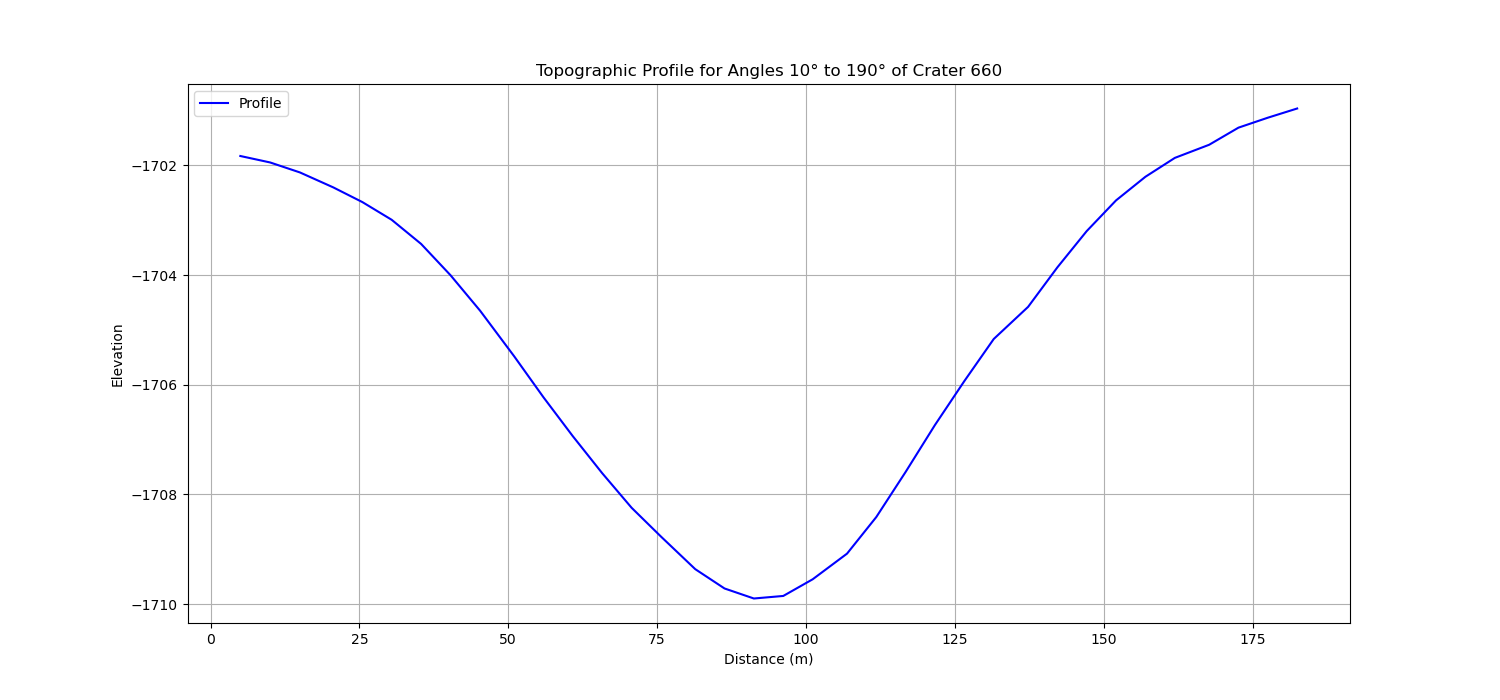 Topographic Profile for Angles 10° to 190° of Crater 660
Profile
Elevation
−1702
−1704
−1706
−1708
−1710
0 25 50 75 100 125 150 175
Distance (m)